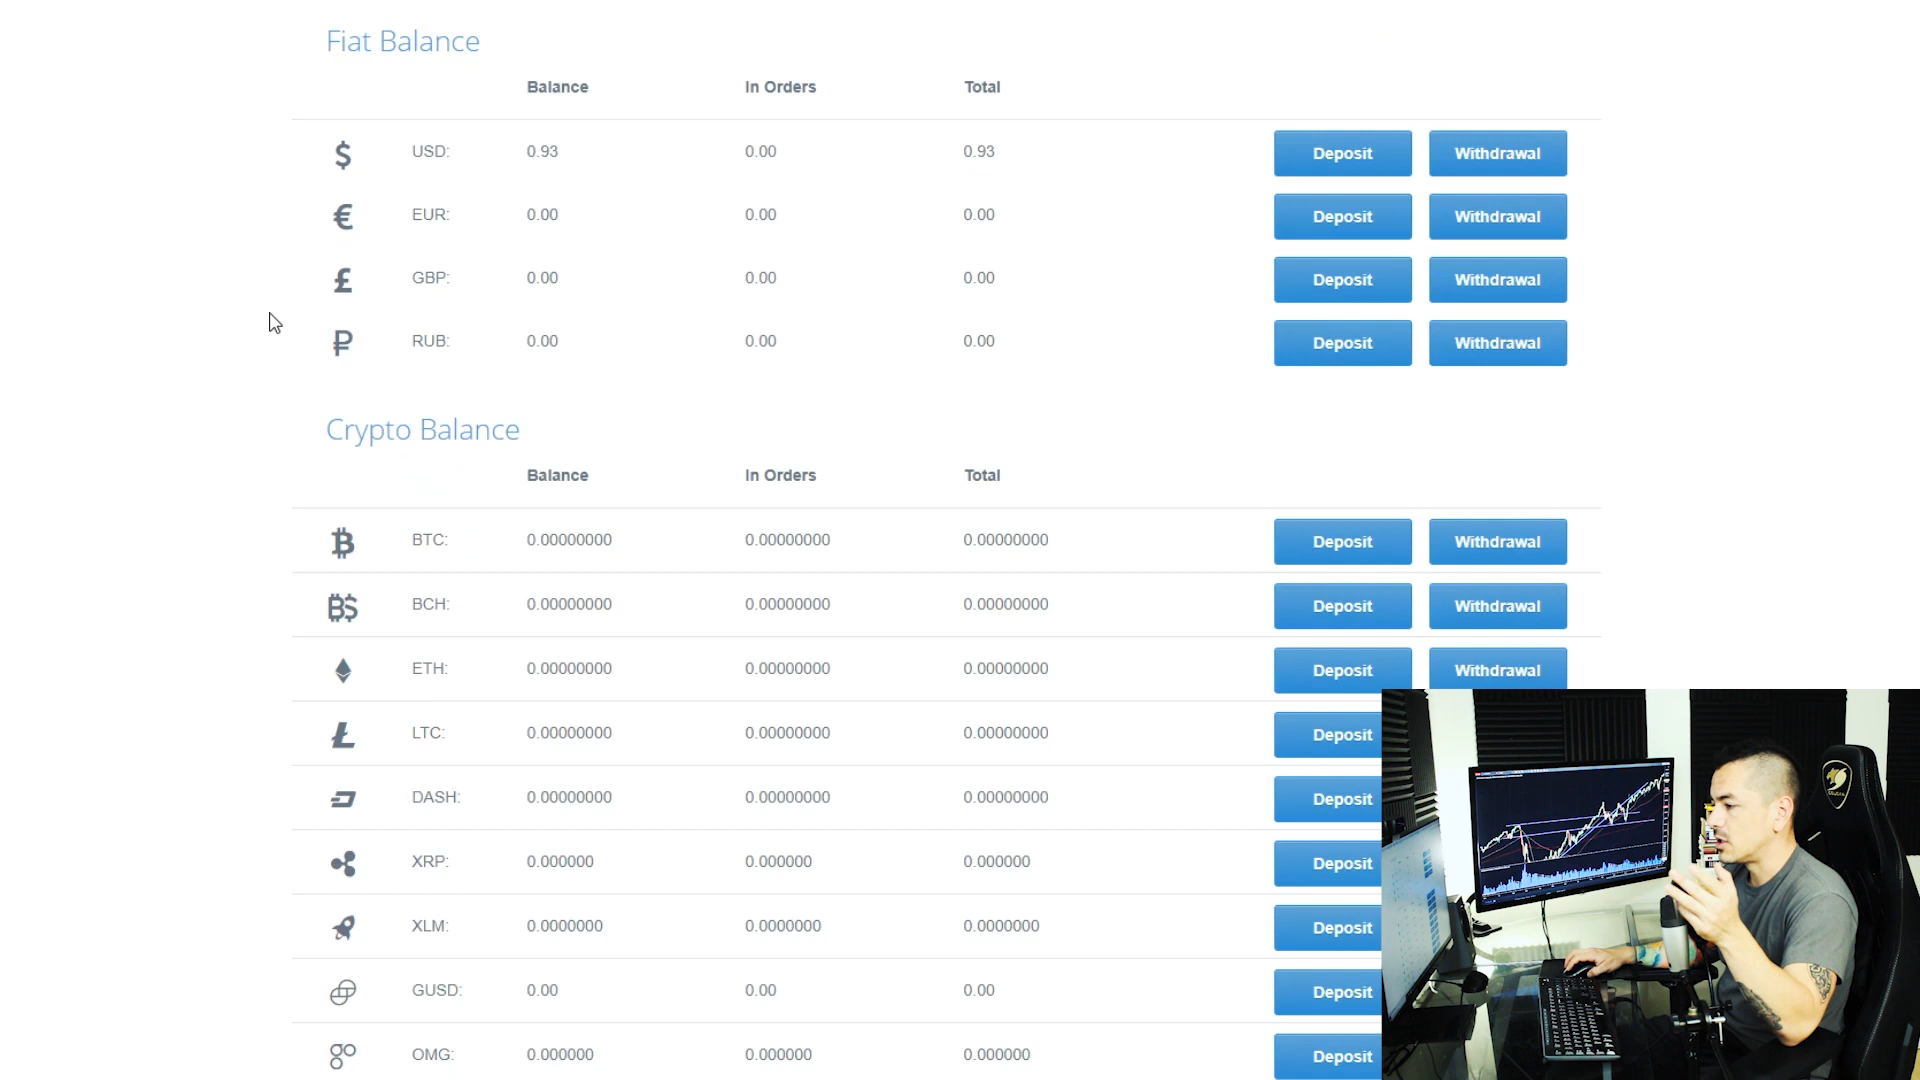 Fiat Balance
Balance In Orders Total
USD: 0.93 0.00 0.93 Deposit Withdrawal
EUR: 0.00 0.00 0.00 Deposit Withdrawal
GBP: 0.00 0.00 0.00 Deposit Withdrawal
RUB: 0.00 0.00 0.00 Deposit Withdrawal
Crypto Balance
Balance In Orders Total
BTC: 0.00000000 0.00000000 0.00000000 Deposit Withdrawal
BCH: 0.00000000 0.00000000 0.00000000 Deposit Withdrawal
ETH: 0.00000000 0.00000000 0.00000000 Deposit Withdrawal
LTC: 0.00000000 0.00000000 0.00000000 Deposit
DASH: 0.00000000 0.00000000 0.00000000 Deposit
XRP: 0.000000 0.000000 0.000000 Deposit
XLM: 0.0000000 0.0000000 0.0000000 Deposit
GUSD: 0.00 0.00 0.00 Deposit
OMG: 0.000000 0.000000 0.000000 Deposit